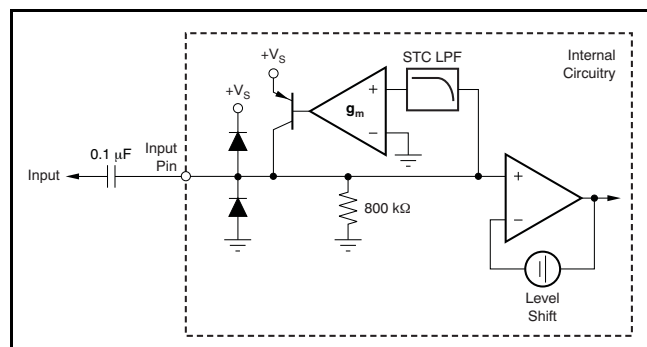 +VS
STC LPF
Internal
Circuitry
+VS
gm
+
−
0.1 µF
Input
Pin
Input
800 kΩ
+
−
Level
Shift